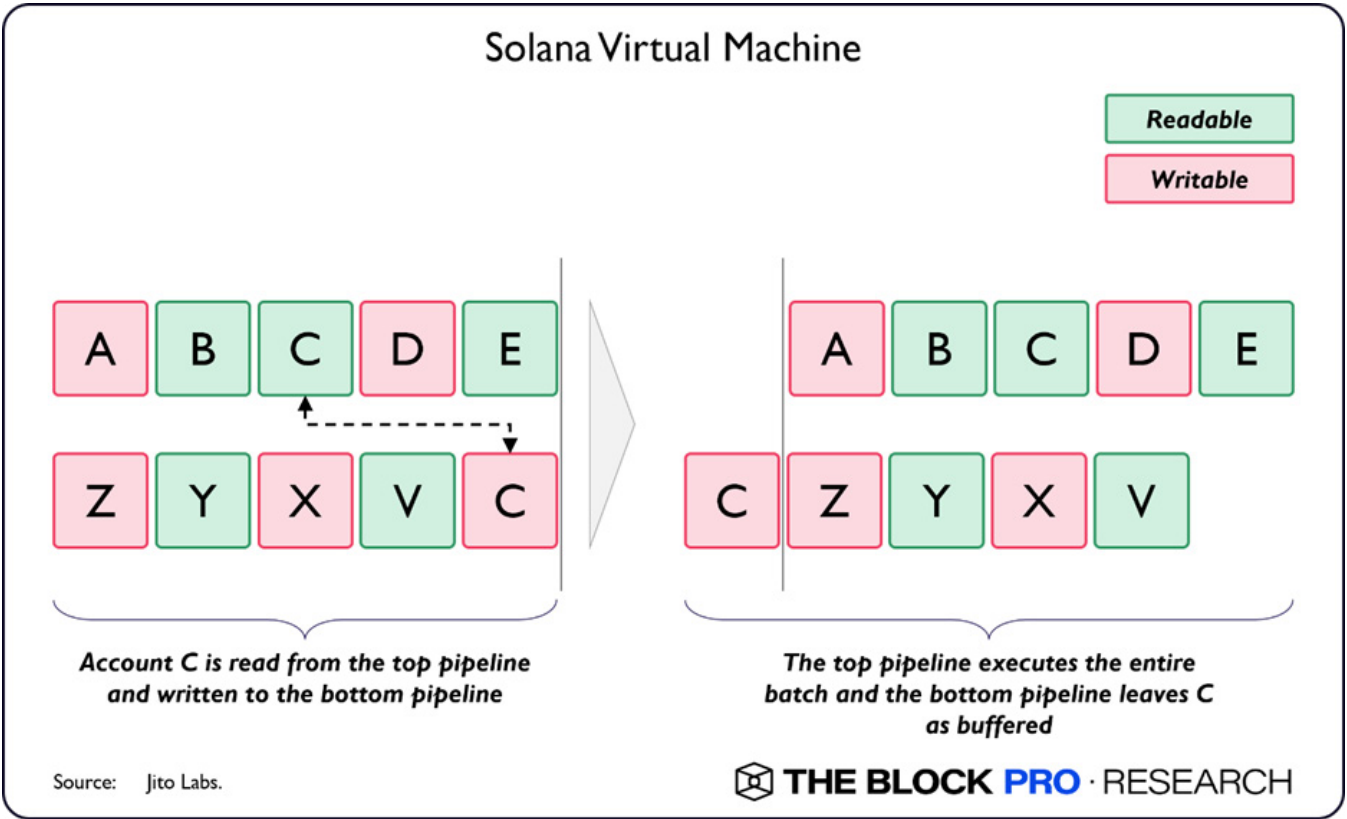 Solana Virtual Machine
Readable
Writable
A B C D E
Z Y X V C
A B C D E
C Z Y X V
Account C is read from the top pipeline
and written to the bottom pipeline
The top pipeline executes the entire
batch and the bottom pipeline leaves C
as buffered
Source: Jito Labs.
THE BLOCK PRO · RESEARCH